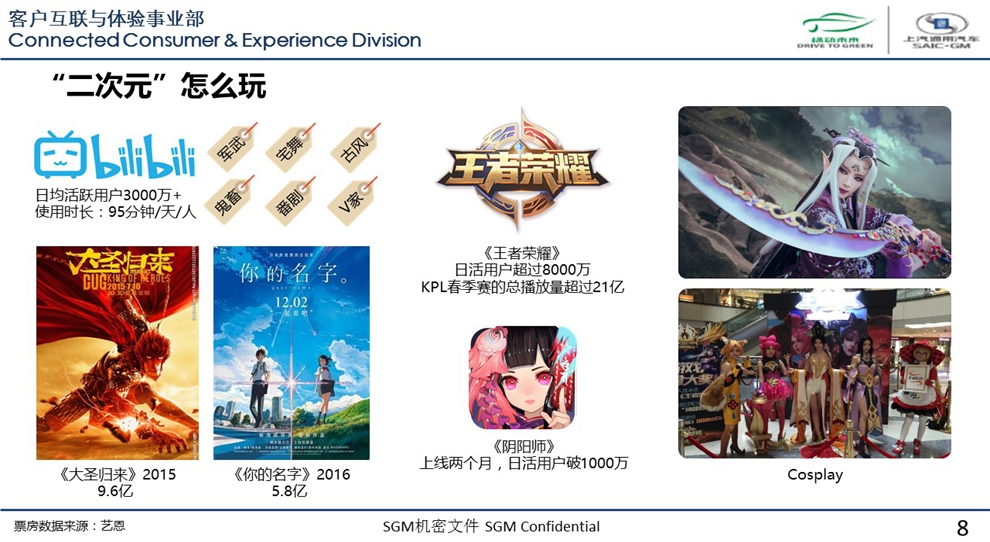 客户互联与体验事业部
Connected Consumer & Experience Division
绿动未来
DRIVE TO GREEN
上汽通用汽车
SAIC-GM
“二次元”怎么玩
bilibili
军武
宅舞
古风
鬼畜
番剧
V家
日均活跃用户3000万+
使用时长：95分钟/天/人
大圣归来
2015.7.10
你的名字。
your name.
12.02
一起看吧
《大圣归来》2015
9.6亿
《你的名字》2016
5.8亿
王者荣耀
《王者荣耀》
日活用户超过8000万
KPL春季赛的总播放量超过21亿
《阴阳师》
上线两个月，日活用户破1000万
Cosplay
票房数据来源：艺恩
SGM机密文件 SGM Confidential
8